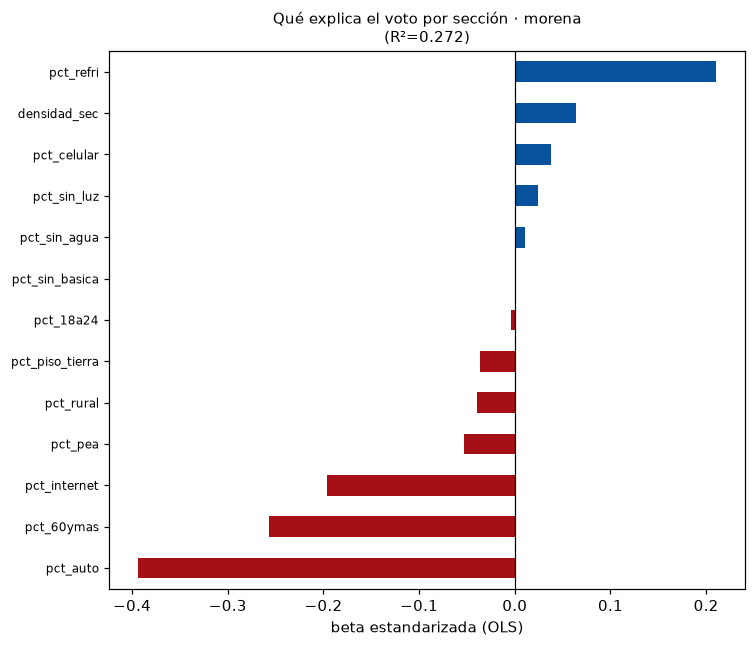 Qué explica el voto por sección · morena
(R²=0.272)
pct_refri
densidad_sec
pct_celular
pct_sin_luz
pct_sin_agua
pct_sin_basica
pct_18a24
pct_piso_tierra
pct_rural
pct_pea
pct_internet
pct_60ymas
pct_auto
−0.4 −0.3 −0.2 −0.1 0.0 0.1 0.2
beta estandarizada (OLS)